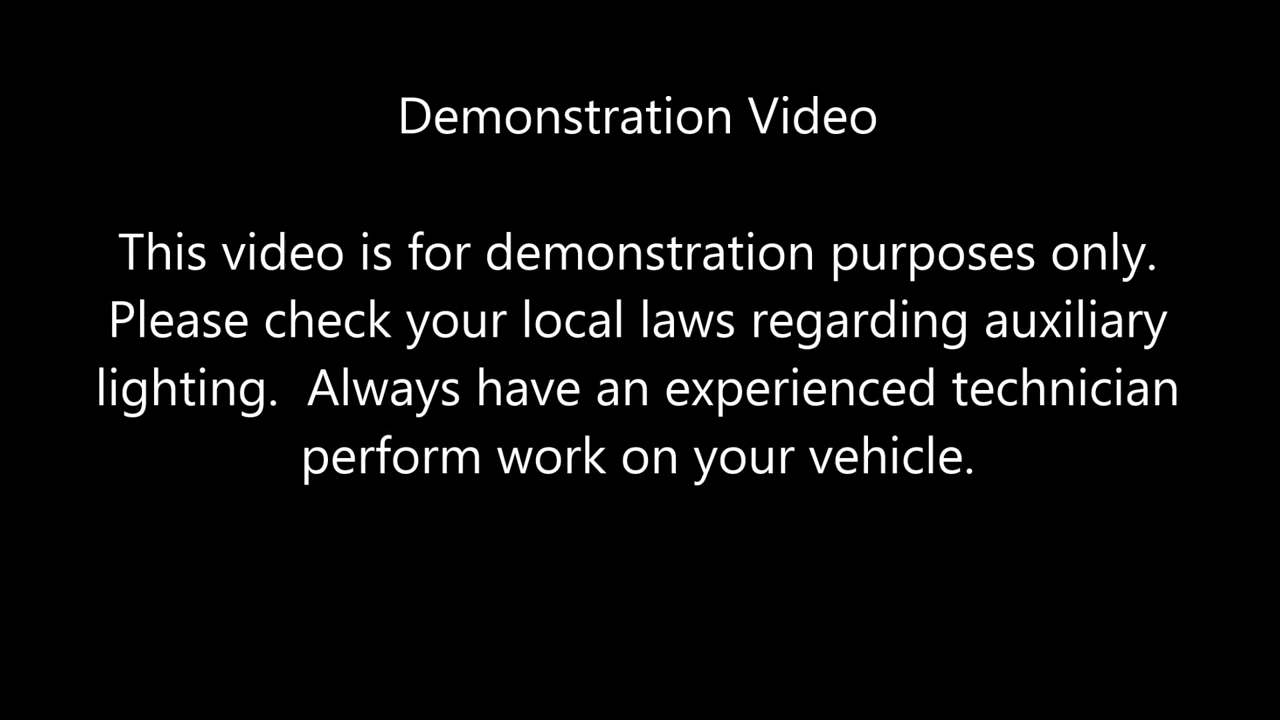 Demonstration Video
This video is for demonstration purposes only.
Please check your local laws regarding auxiliary
lighting.  Always have an experienced technician
perform work on your vehicle.